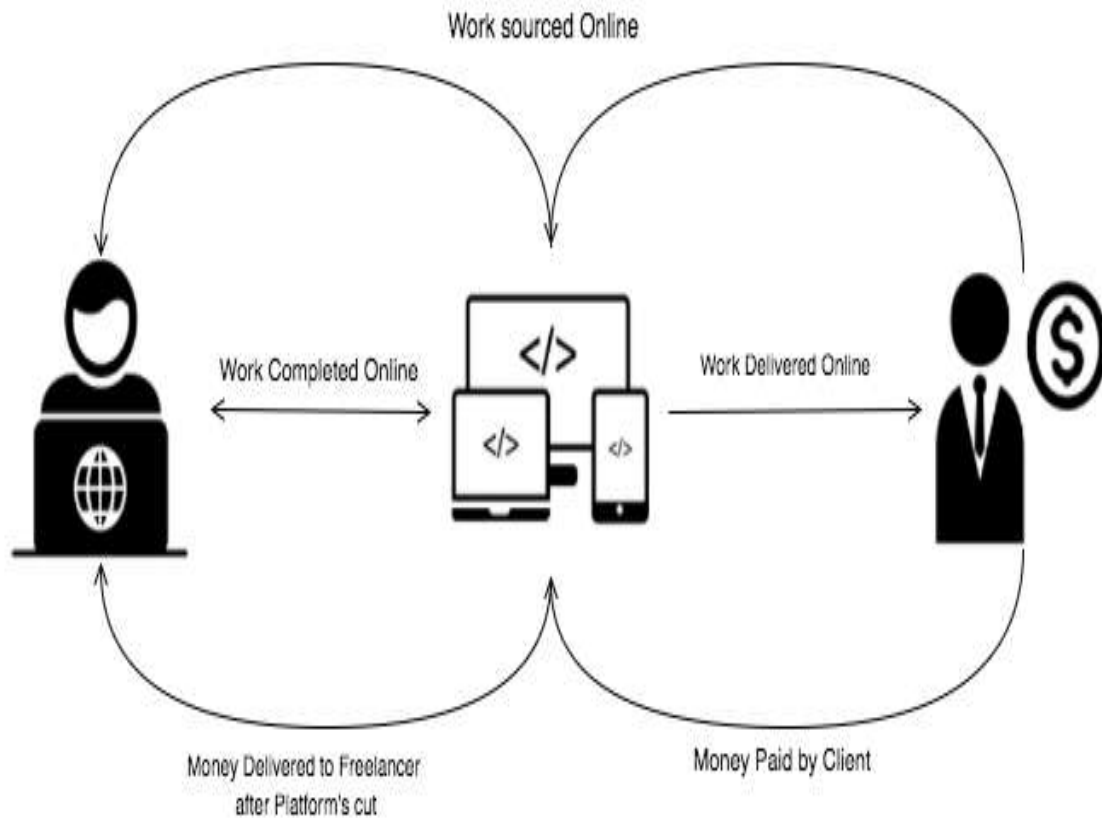 Work sourced Online
Work Completed Online
Work Delivered Online
</>
</>
</>
$
Money Delivered to Freelancer
after Platform's cut
Money Paid by Client